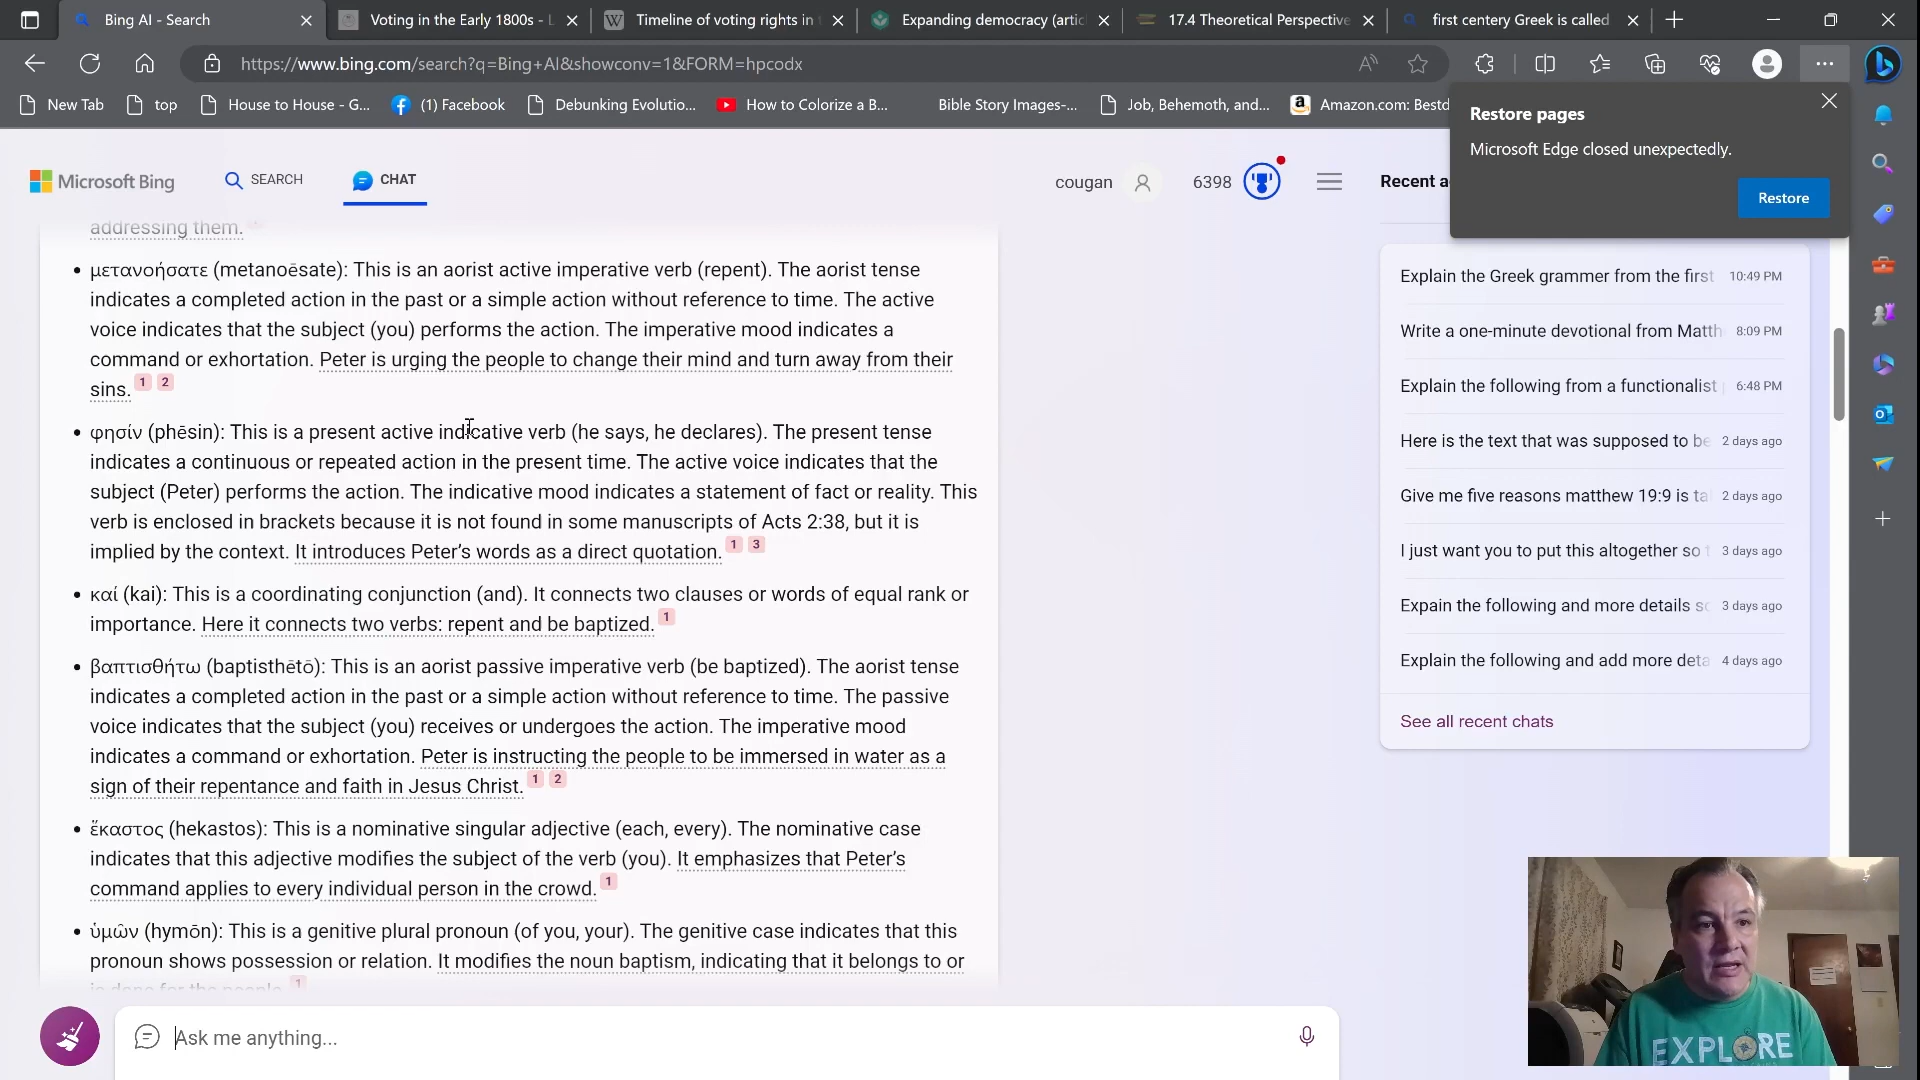 Bing AI - Search
Voting in the Early 1800s - L
Timeline of voting rights in
Expanding democracy (artic
17.4 Theoretical Perspective
first centery Greek is called
https://www.bing.com/search?q=Bing+AI&showconv=1&FORM=hpcodx
New Tab
top
House to House - G...
(1) Facebook
Debunking Evolutio...
How to Colorize a B...
Bible Story Images-...
Job, Behemoth, and...
Amazon.com: Bestd
Restore pages
Microsoft Edge closed unexpectedly.
Restore
Microsoft Bing
SEARCH
CHAT
cougan
6398
Recent a
addressing them.
• μετανοήσατε (metanoēsate): This is an aorist active imperative verb (repent). The aorist tense
indicates a completed action in the past or a simple action without reference to time. The active
voice indicates that the subject (you) performs the action. The imperative mood indicates a
command or exhortation. Peter is urging the people to change their mind and turn away from their
sins. 1 2
• φησίν (phēsin): This is a present active indicative verb (he says, he declares). The present tense
indicates a continuous or repeated action in the present time. The active voice indicates that the
subject (Peter) performs the action. The indicative mood indicates a statement of fact or reality. This
verb is enclosed in brackets because it is not found in some manuscripts of Acts 2:38, but it is
implied by the context. It introduces Peter’s words as a direct quotation. 1 3
• καί (kai): This is a coordinating conjunction (and). It connects two clauses or words of equal rank or
importance. Here it connects two verbs: repent and be baptized. 1
• βαπτισθήτω (baptisthētō): This is an aorist passive imperative verb (be baptized). The aorist tense
indicates a completed action in the past or a simple action without reference to time. The passive
voice indicates that the subject (you) receives or undergoes the action. The imperative mood
indicates a command or exhortation. Peter is instructing the people to be immersed in water as a
sign of their repentance and faith in Jesus Christ. 1 2
• ἕκαστος (hekastos): This is a nominative singular adjective (each, every). The nominative case
indicates that this adjective modifies the subject of the verb (you). It emphasizes that Peter’s
command applies to every individual person in the crowd. 1
• ὑμῶν (hymōn): This is a genitive plural pronoun (of you, your). The genitive case indicates that this
pronoun shows possession or relation. It modifies the noun baptism, indicating that it belongs to or
is done for the people. 1
Ask me anything...
Explain the Greek grammer from the first 10:49 PM
Write a one-minute devotional from Matth 8:09 PM
Explain the following from a functionalist 6:48 PM
Here is the text that was supposed to be 2 days ago
Give me five reasons matthew 19:9 is ta 2 days ago
I just want you to put this altogether so 3 days ago
Expain the following and more details so 3 days ago
Explain the following and add more deta 4 days ago
See all recent chats
EXPLORE